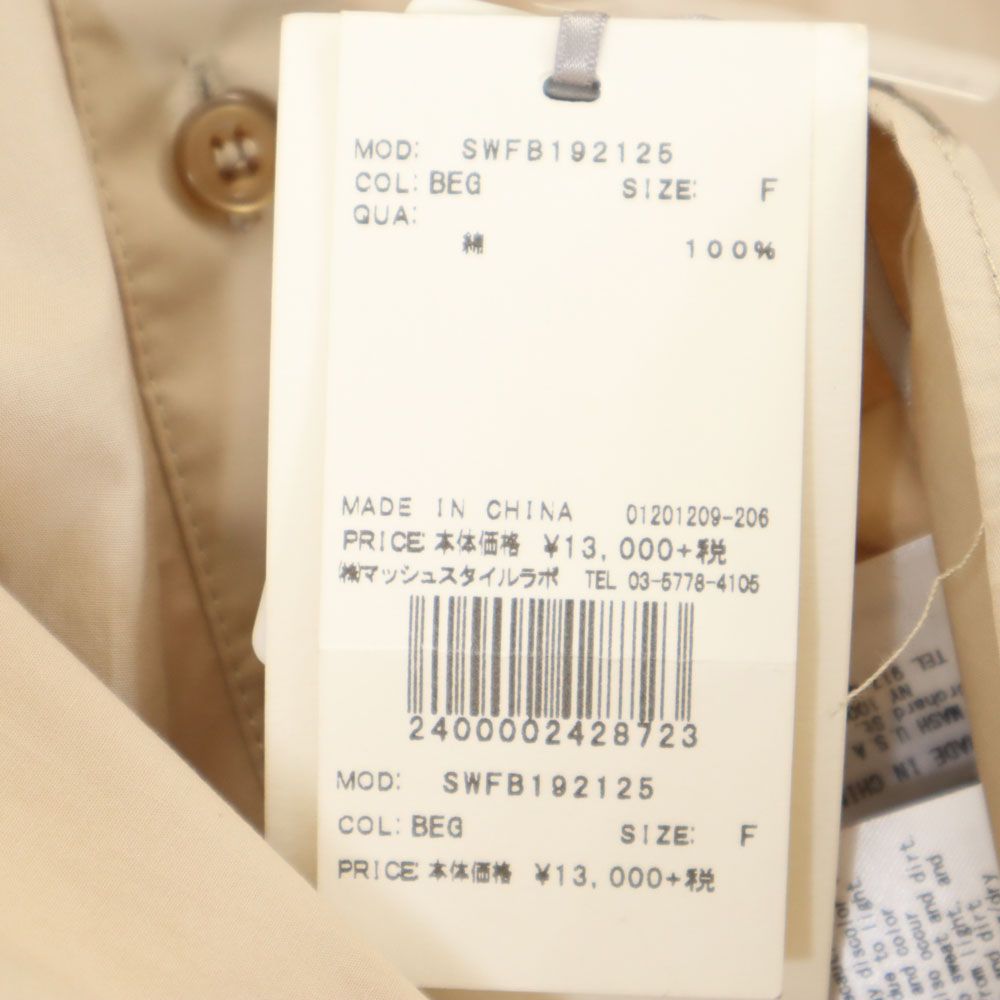 MOD: SWFB192125
COL: BEG SIZE: F
QUA:
綿 100%
MADE IN CHINA 01201209-206
PRICE:本体価格 ¥13,000+税
㈱マッシュスタイルラボ TEL 03-5778-4105
2400002428723
MOD: SWFB192125
COL: BEG SIZE: F
PRICE:本体価格 ¥13,000+税